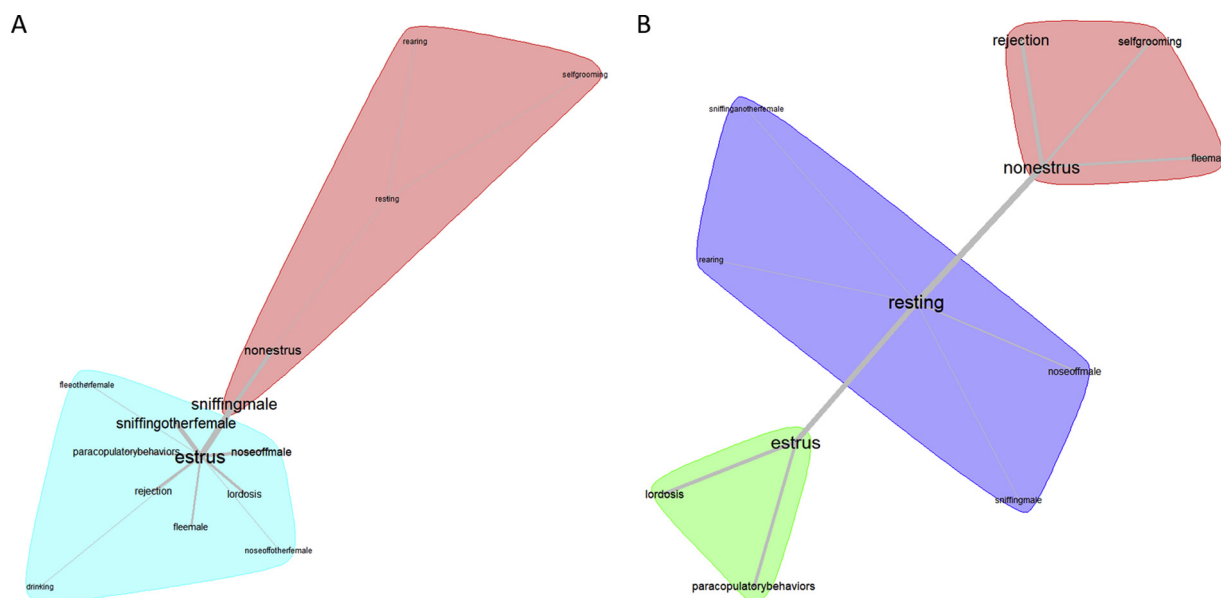 A
rearing
selfgrooming
resting
nonestrus
sniffingmale
fleeotherfemale
sniffingotherfemale
paracopulatorybehaviors
estrus
noseoffmale
rejection
lordosis
fleemale
noseoffotherfemale
drinking
B
rejection
selfgrooming
sniffinganotherfemale
fleemale
nonestrus
rearing
resting
noseoffmale
estrus
lordosis
sniffingmale
paracopulatorybehaviors